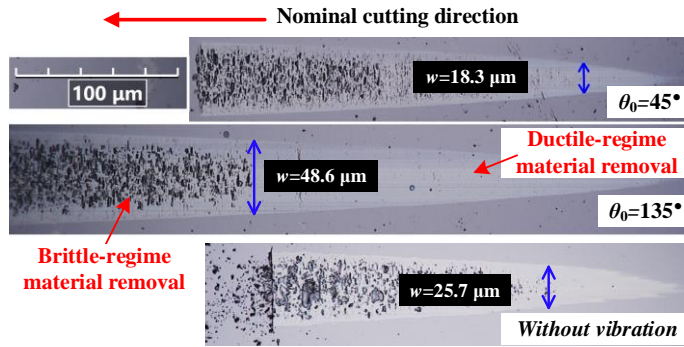 Nominal cutting direction
100 μm
w=18.3 μm
θ₀=45°
Ductile-regime
material removal
w=48.6 μm
θ₀=135°
Brittle-regime
material removal
w=25.7 μm
Without vibration